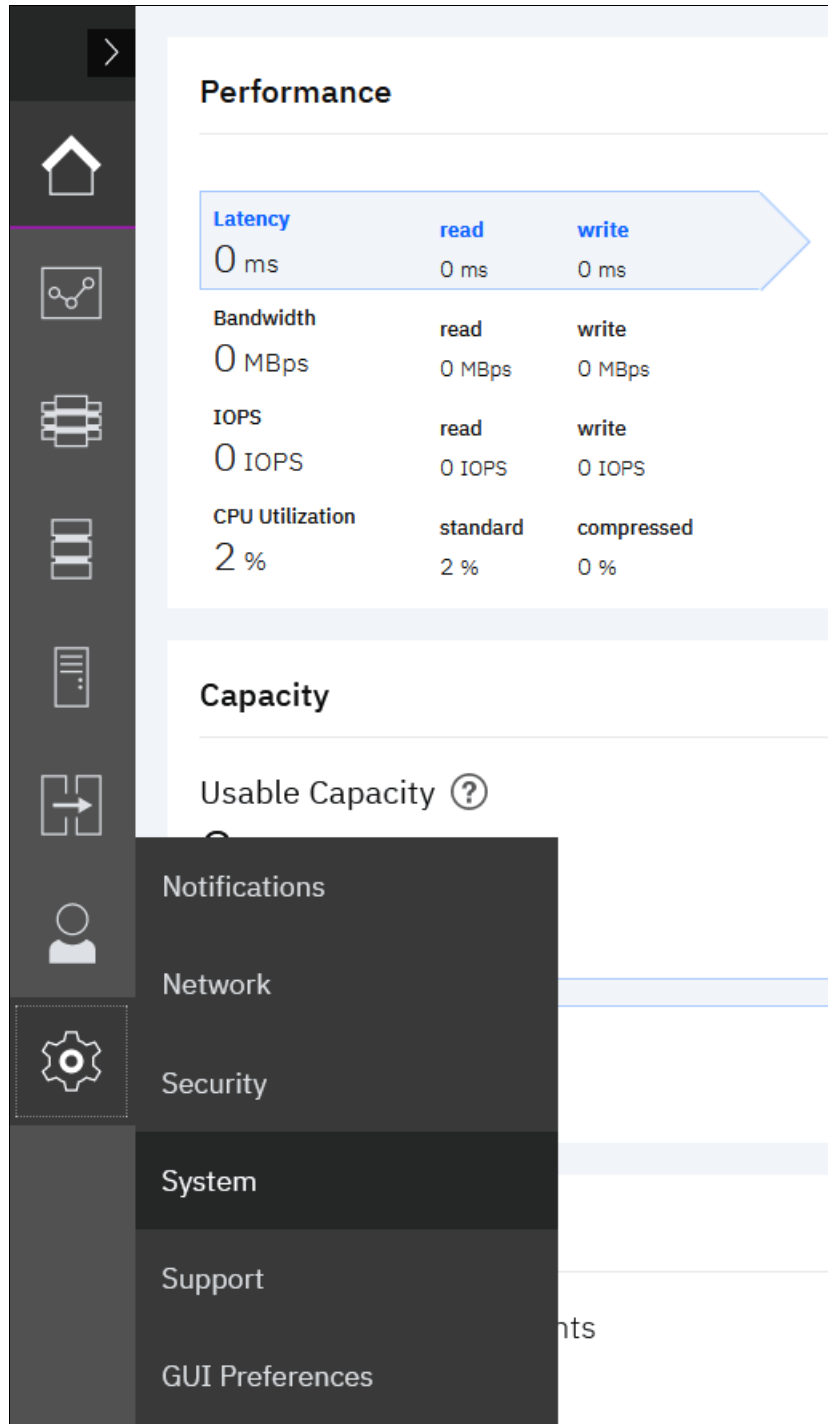 Performance
Latency read write
0 ms 0 ms 0 ms
Bandwidth read write
0 MBps 0 MBps 0 MBps
IOPS read write
0 IOPS 0 IOPS 0 IOPS
CPU Utilization standard compressed
2 % 2 % 0 %
Capacity
Usable Capacity ?
Notifications
Network
Security
System
Support
nts
GUI Preferences